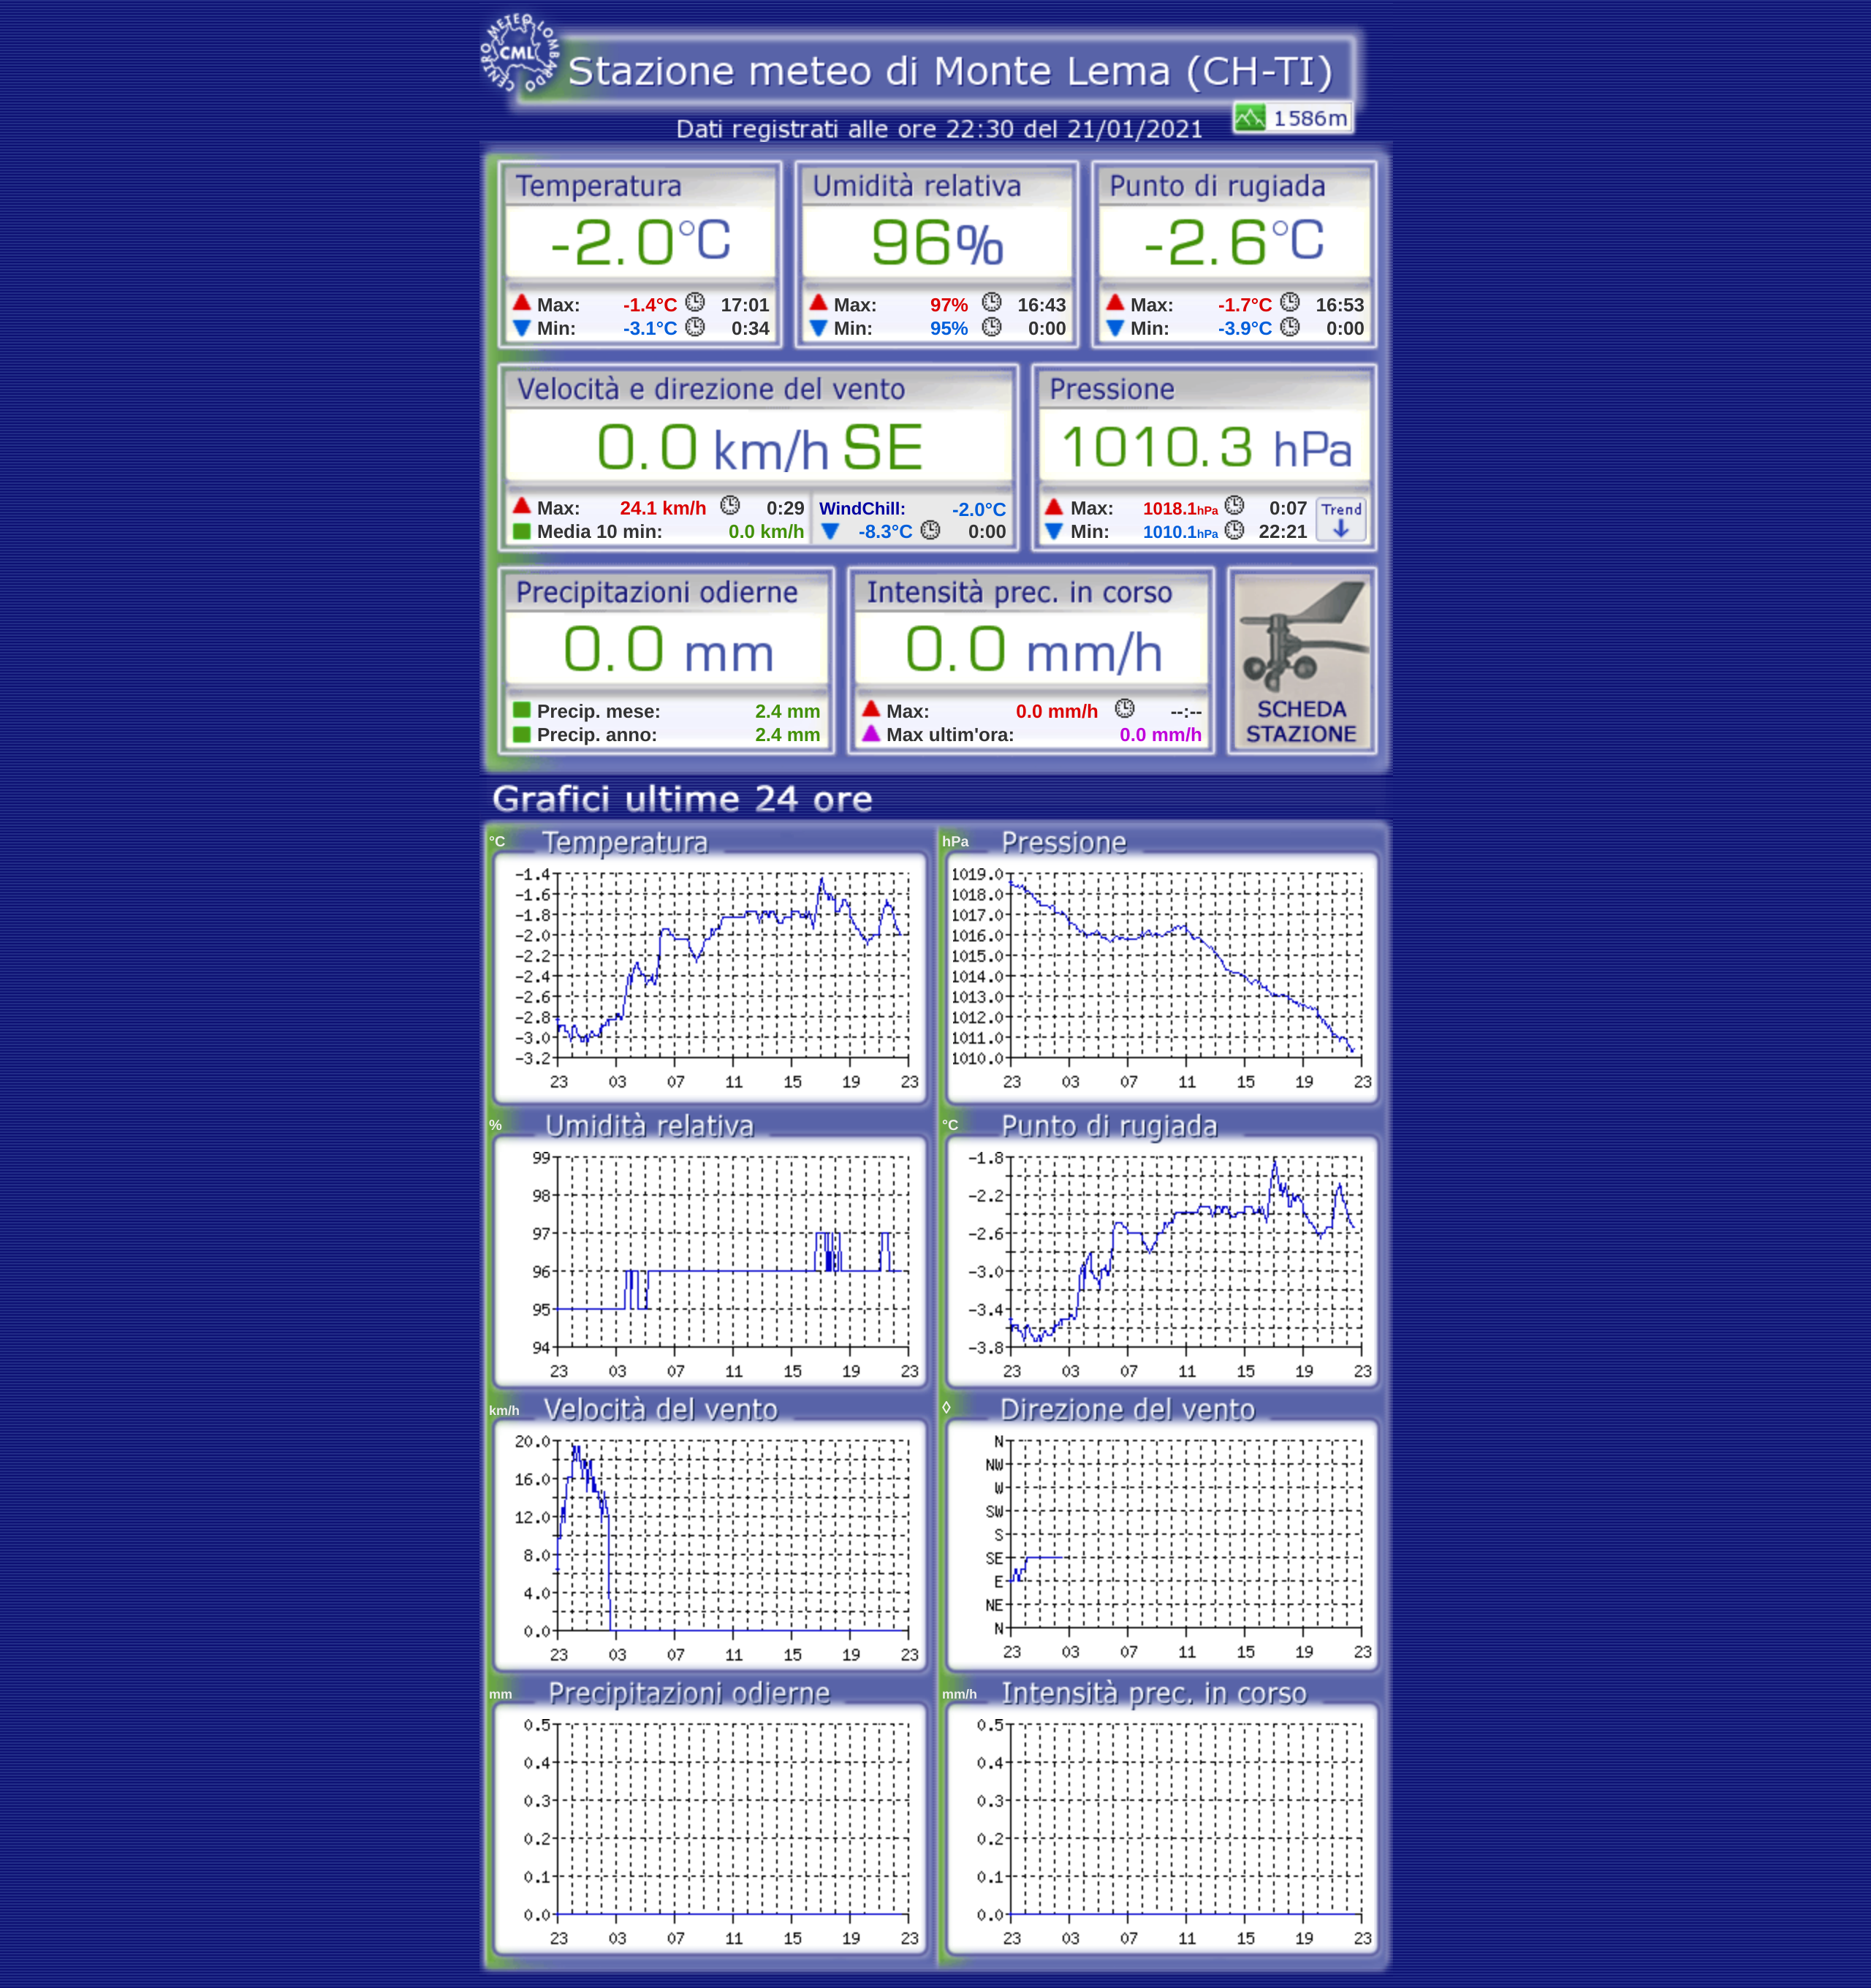 CENTRO METEO LOMBARDO
CML
Stazione meteo di Monte Lema (CH-TI)
1586m
Dati registrati alle ore 22:30 del 21/01/2021
Temperatura
-2.0°C
Max: -1.4°C 17:01
Min: -3.1°C 0:34
Umidità relativa
96%
Max: 97% 16:43
Min: 95% 0:00
Punto di rugiada
-2.6°C
Max: -1.7°C 16:53
Min: -3.9°C 0:00
Velocità e direzione del vento
0.0 km/h SE
Max: 24.1 km/h 0:29
Media 10 min: 0.0 km/h
WindChill: -2.0°C
-8.3°C 0:00
Pressione
1010.3 hPa
Max: 1018.1hPa 0:07
Min: 1010.1hPa 22:21
Trend
Precipitazioni odierne
0.0 mm
Precip. mese: 2.4 mm
Precip. anno: 2.4 mm
Intensità prec. in corso
0.0 mm/h
Max: 0.0 mm/h --:--
Max ultim'ora: 0.0 mm/h
SCHEDA
STAZIONE
Grafici ultime 24 ore
°C Temperatura
-1.4
-1.6
-1.8
-2.0
-2.2
-2.4
-2.6
-2.8
-3.0
-3.2
23 03 07 11 15 19 23
hPa Pressione
1019.0
1018.0
1017.0
1016.0
1015.0
1014.0
1013.0
1012.0
1011.0
1010.0
23 03 07 11 15 19 23
% Umidità relativa
99
98
97
96
95
94
23 03 07 11 15 19 23
°C Punto di rugiada
-1.8
-2.2
-2.6
-3.0
-3.4
-3.8
23 03 07 11 15 19 23
km/h Velocità del vento
20.0
16.0
12.0
8.0
4.0
0.0
23 03 07 11 15 19 23
◊ Direzione del vento
N
NW
W
SW
S
SE
E
NE
N
23 03 07 11 15 19 23
mm Precipitazioni odierne
0.5
0.4
0.3
0.2
0.1
0.0
23 03 07 11 15 19 23
mm/h Intensità prec. in corso
0.5
0.4
0.3
0.2
0.1
0.0
23 03 07 11 15 19 23